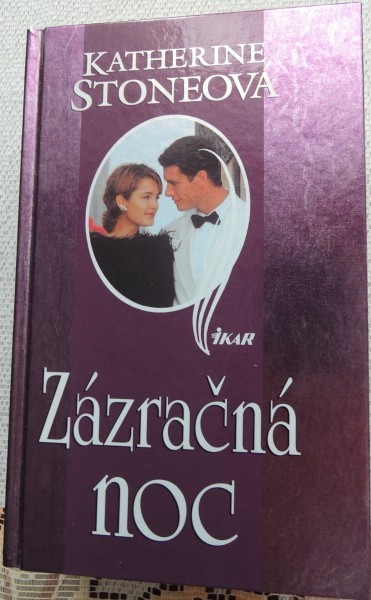 KATHERINE
STONEOVÁ
IKAR
Zázračná
noc